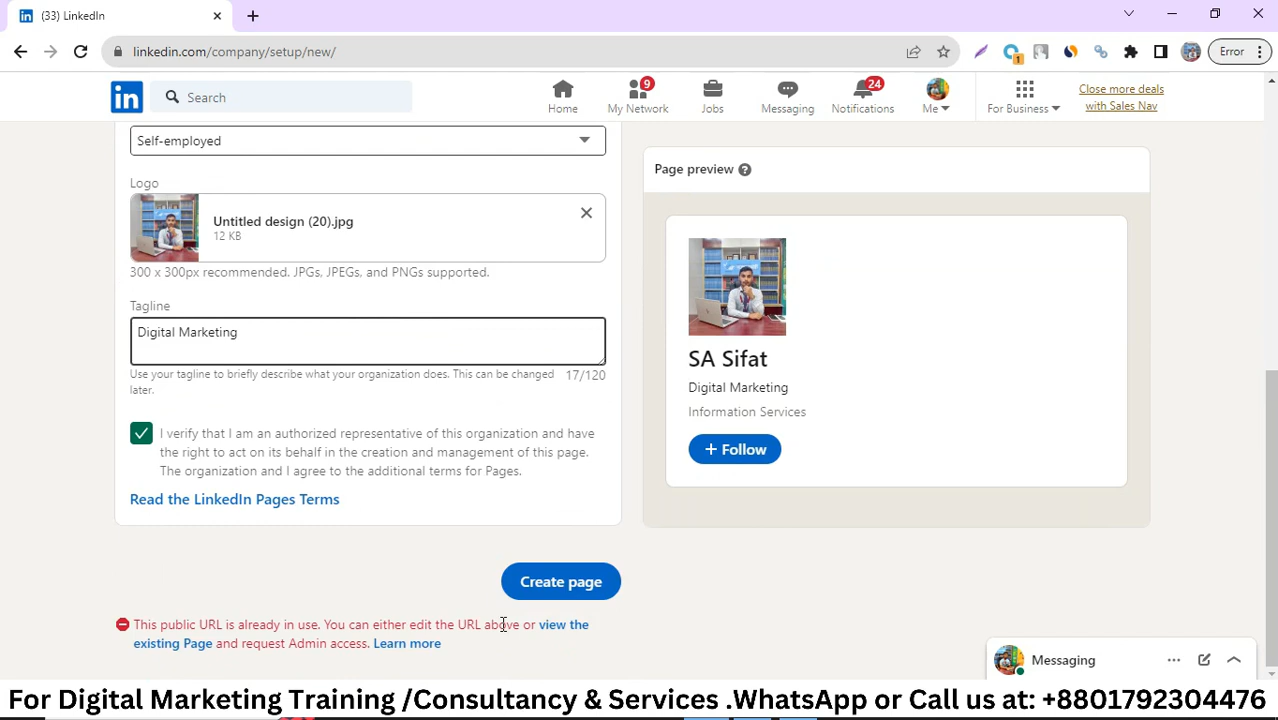 (33) LinkedIn
linkedin.com/company/setup/new/
1
Error
in
Search
Home
9
My Network
Jobs
Messaging
24
Notifications
Me
For Business
Close more deals
with Sales Nav
Self-employed
Logo
Untitled design (20).jpg
12 KB
300 x 300px recommended. JPGs, JPEGs, and PNGs supported.
Tagline
Digital Marketing
Use your tagline to briefly describe what your organization does. This can be changed
later.
17/120
I verify that I am an authorized representative of this organization and have
the right to act on its behalf in the creation and management of this page.
The organization and I agree to the additional terms for Pages.
Read the LinkedIn Pages Terms
Page preview
SA Sifat
Digital Marketing
Information Services
+ Follow
Create page
This public URL is already in use. You can either edit the URL above or view the
existing Page and request Admin access. Learn more
Messaging
For Digital Marketing Training /Consultancy & Services .WhatsApp or Call us at: +8801792304476